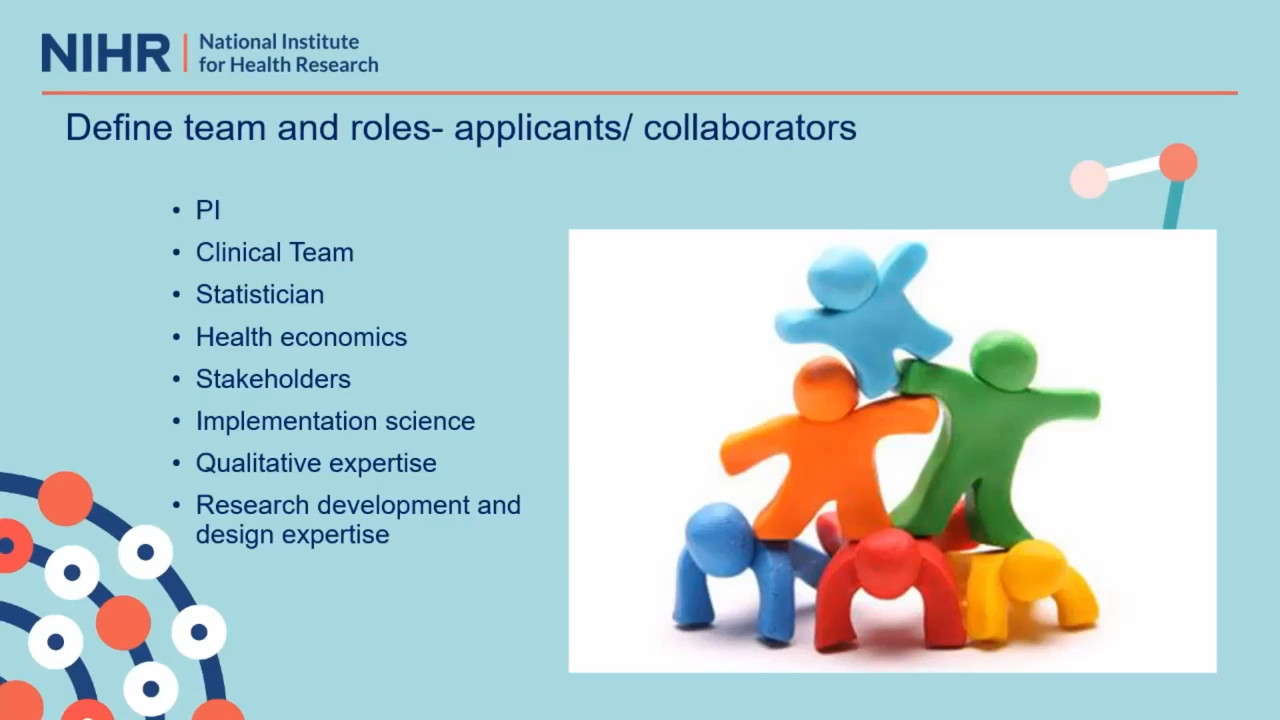 NIHR | National Institute
for Health Research
Define team and roles- applicants/ collaborators
• PI
• Clinical Team
• Statistician
• Health economics
• Stakeholders
• Implementation science
• Qualitative expertise
• Research development and
design expertise